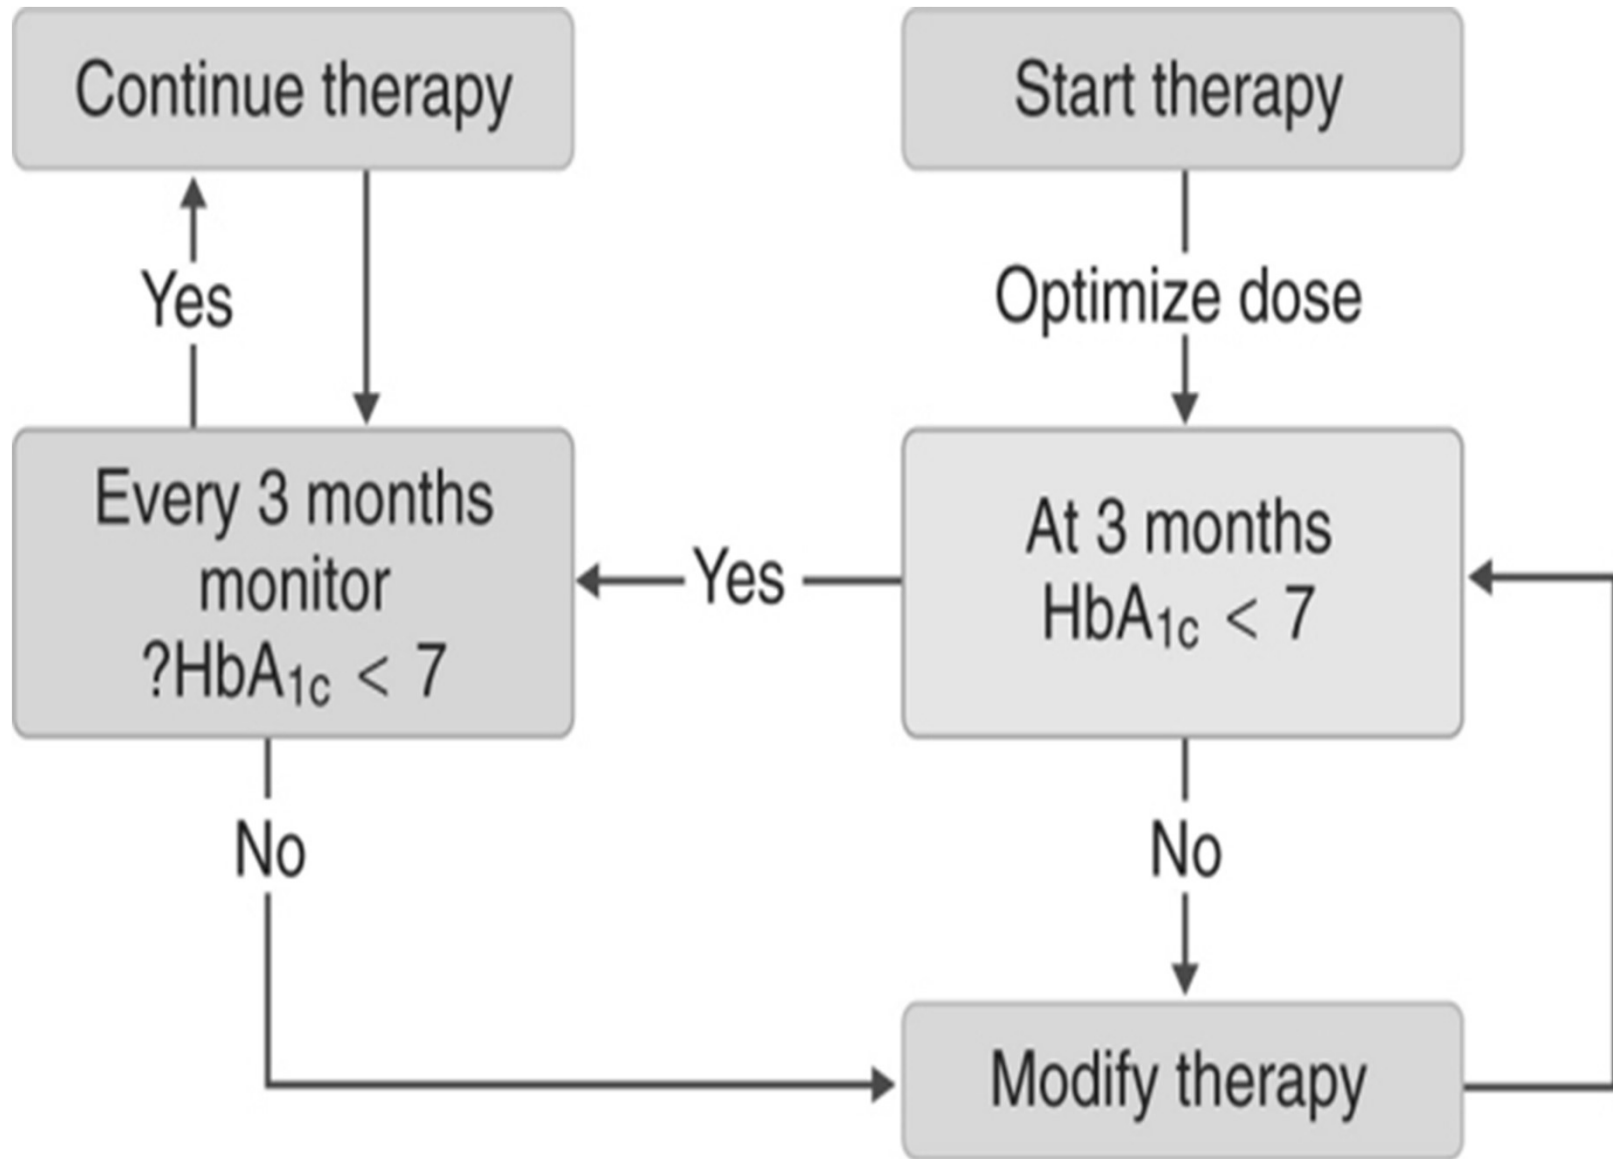 Continue therapy
Start therapy
Yes
Optimize dose
Every 3 months
monitor
?HbA1c < 7
Yes
At 3 months
HbA1c < 7
No
No
Modify therapy